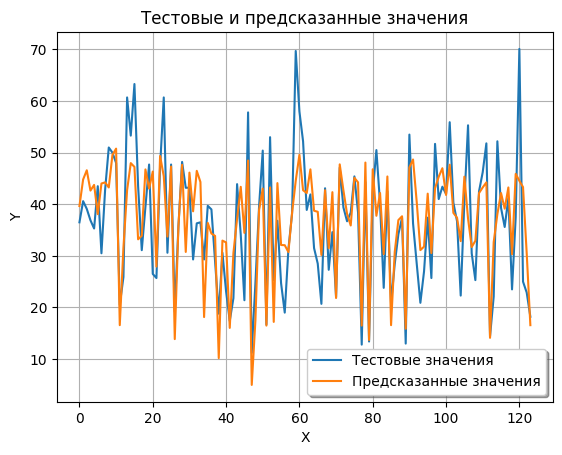 Тестовые и предсказанные значения
70
60
50
40
30
20
10
Y
Тестовые значения
Предсказанные значения
0 20 40 60 80 100 120
X